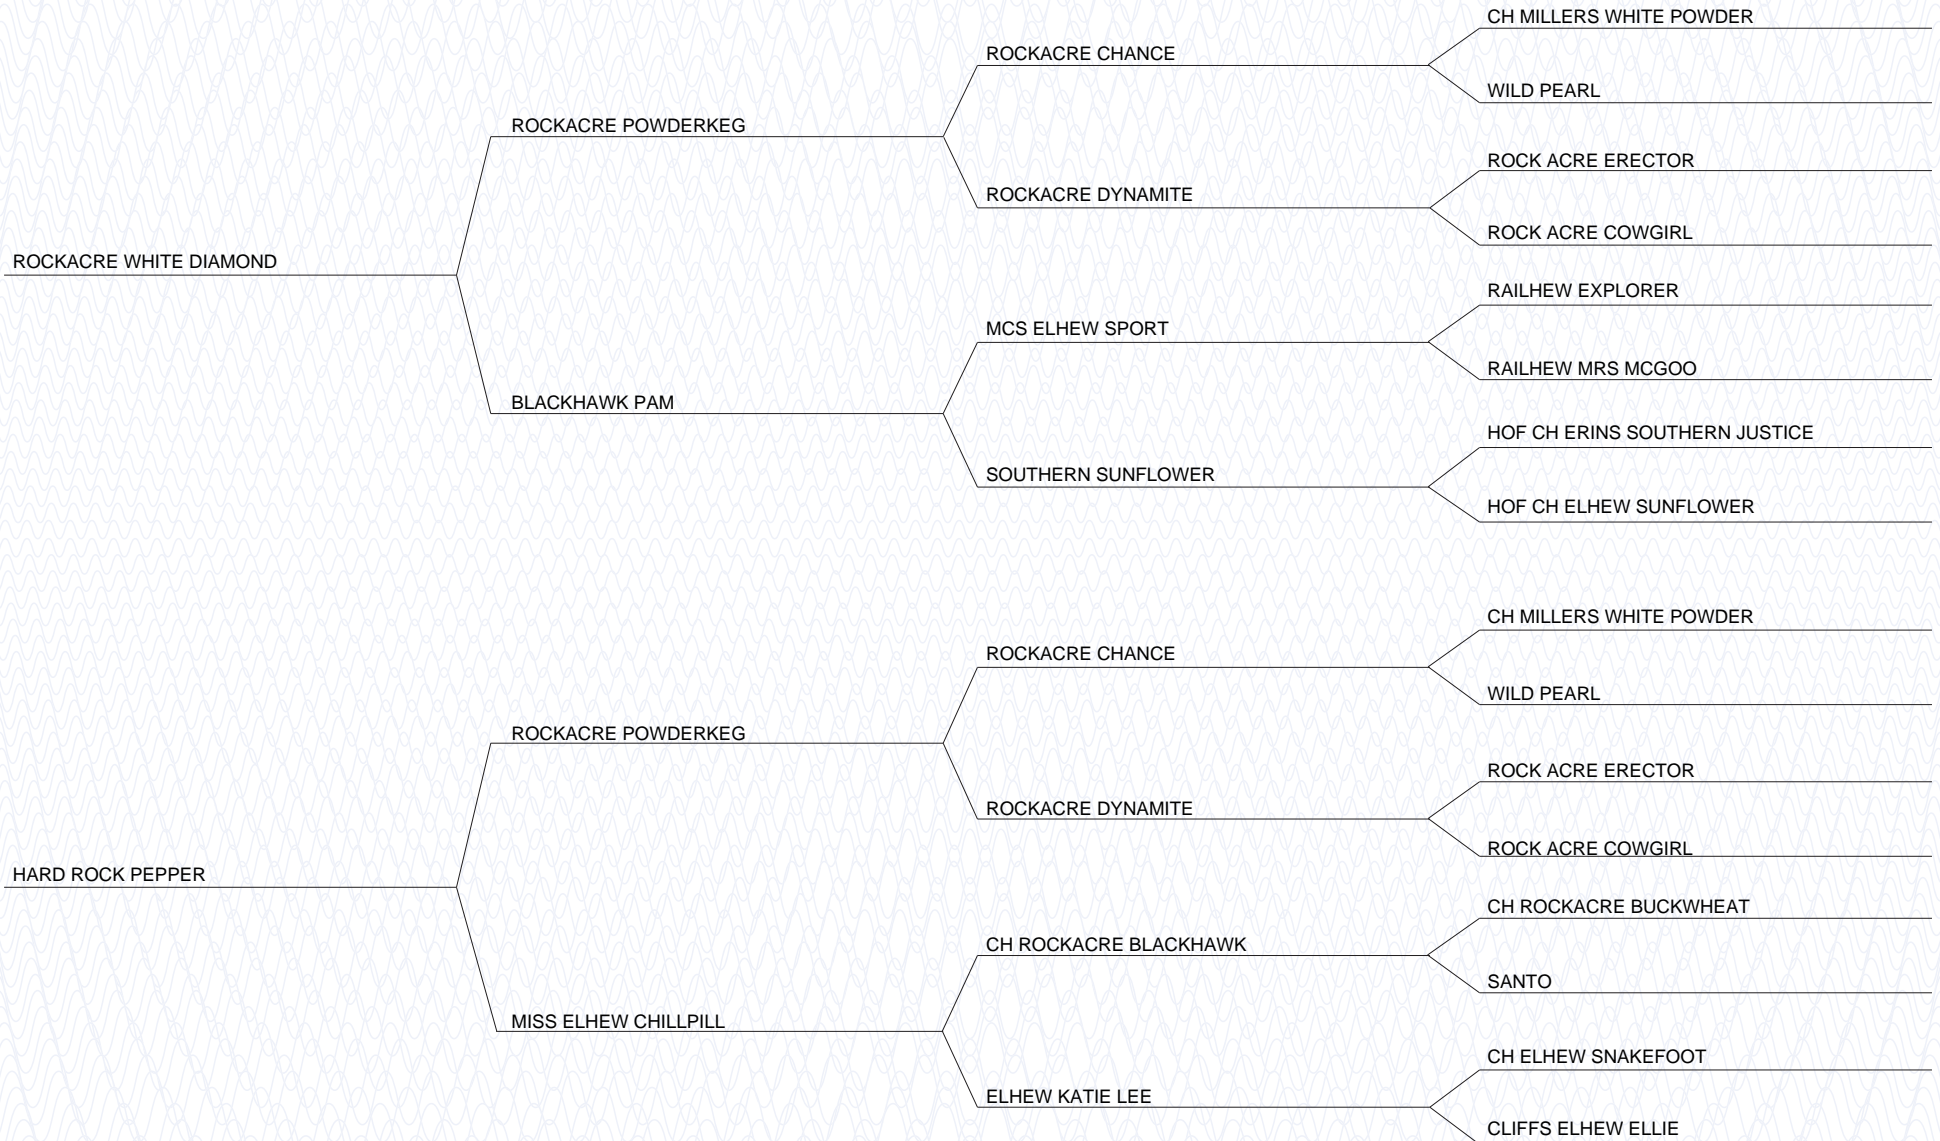 CH MILLERS WHITE POWDER
ROCKACRE CHANCE
WILD PEARL
ROCKACRE POWDERKEG
ROCK ACRE ERECTOR
ROCKACRE DYNAMITE
ROCK ACRE COWGIRL
ROCKACRE WHITE DIAMOND
RAILHEW EXPLORER
MCS ELHEW SPORT
RAILHEW MRS MCGOO
BLACKHAWK PAM
HOF CH ERINS SOUTHERN JUSTICE
SOUTHERN SUNFLOWER
HOF CH ELHEW SUNFLOWER
CH MILLERS WHITE POWDER
ROCKACRE CHANCE
WILD PEARL
ROCKACRE POWDERKEG
ROCK ACRE ERECTOR
ROCKACRE DYNAMITE
ROCK ACRE COWGIRL
HARD ROCK PEPPER
CH ROCKACRE BUCKWHEAT
CH ROCKACRE BLACKHAWK
SANTO
MISS ELHEW CHILLPILL
CH ELHEW SNAKEFOOT
ELHEW KATIE LEE
CLIFFS ELHEW ELLIE